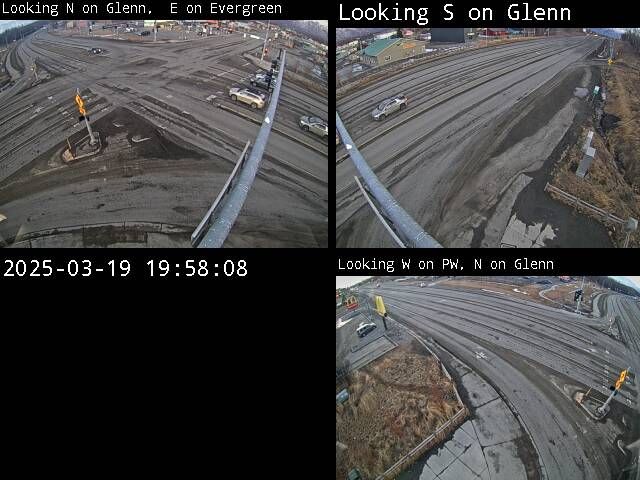 Looking N on Glenn,  E on Evergreen
Looking S on Glenn
2025-03-19 19:58:08
Looking W on PW, N on Glenn